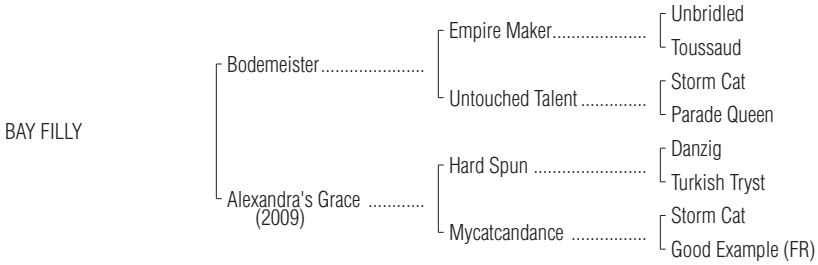 Unbridled
Empire Maker....................
Toussaud
Bodemeister......................
Storm Cat
Untouched Talent ..............
Parade Queen
BAY FILLY
Danzig
Hard Spun ........................
Turkish Tryst
Alexandra's Grace ............
(2009)
Storm Cat
Mycatcandance ................
Good Example (FR)